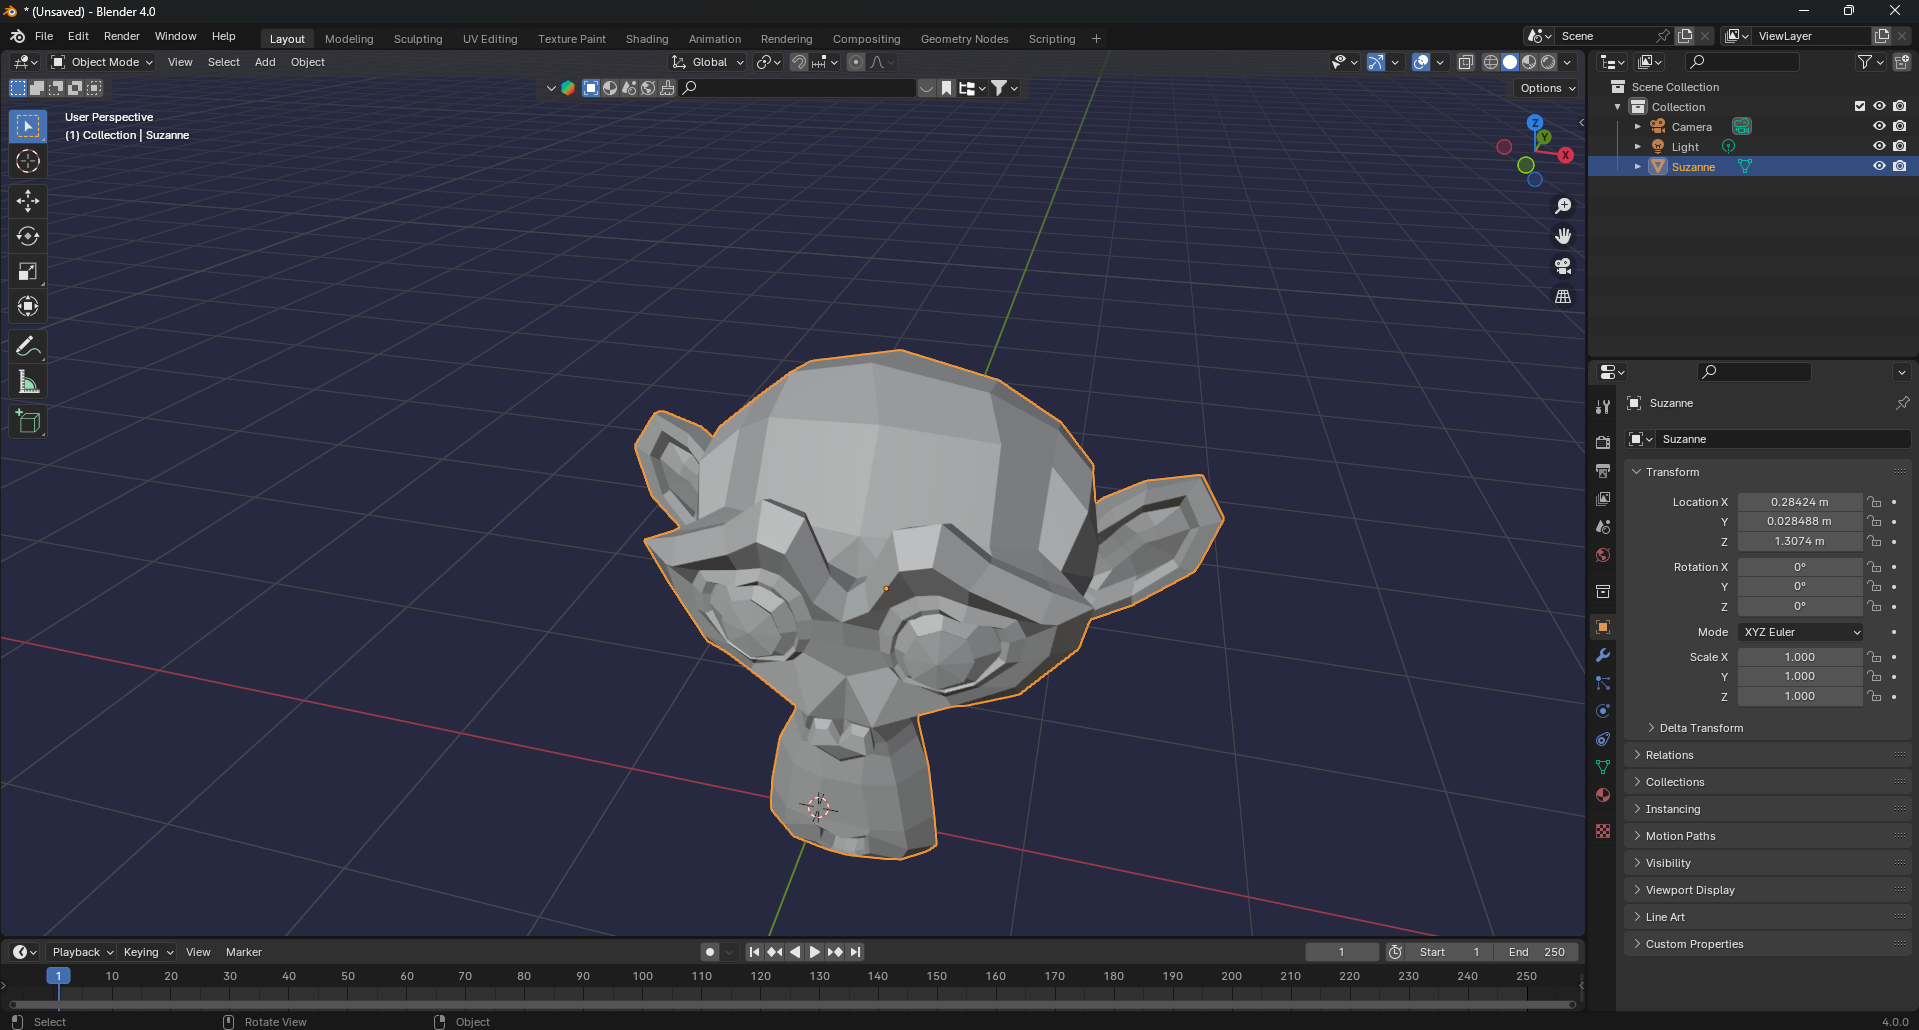 * (Unsaved) - Blender 4.0
File Edit Render Window Help Layout Modeling Sculpting UV Editing Texture Paint Shading Animation Rendering Compositing Geometry Nodes Scripting + Scene ViewLayer
Object Mode View Select Add Object Global
Options
User Perspective
(1) Collection | Suzanne
Z
Y
X
Scene Collection
Collection
Camera
Light
Suzanne
Suzanne
Suzanne
Transform
Location X 0.28424 m
Y 0.028488 m
Z 1.3074 m
Rotation X 0°
Y 0°
Z 0°
Mode XYZ Euler
Scale X 1.000
Y 1.000
Z 1.000
Delta Transform
Relations
Collections
Instancing
Motion Paths
Visibility
Viewport Display
Line Art
Custom Properties
Playback Keying View Marker 1 Start 1 End 250
1 10 20 30 40 50 60 70 80 90 100 110 120 130 140 150 160 170 180 190 200 210 220 230 240 250
Select Rotate View Object 4.0.0